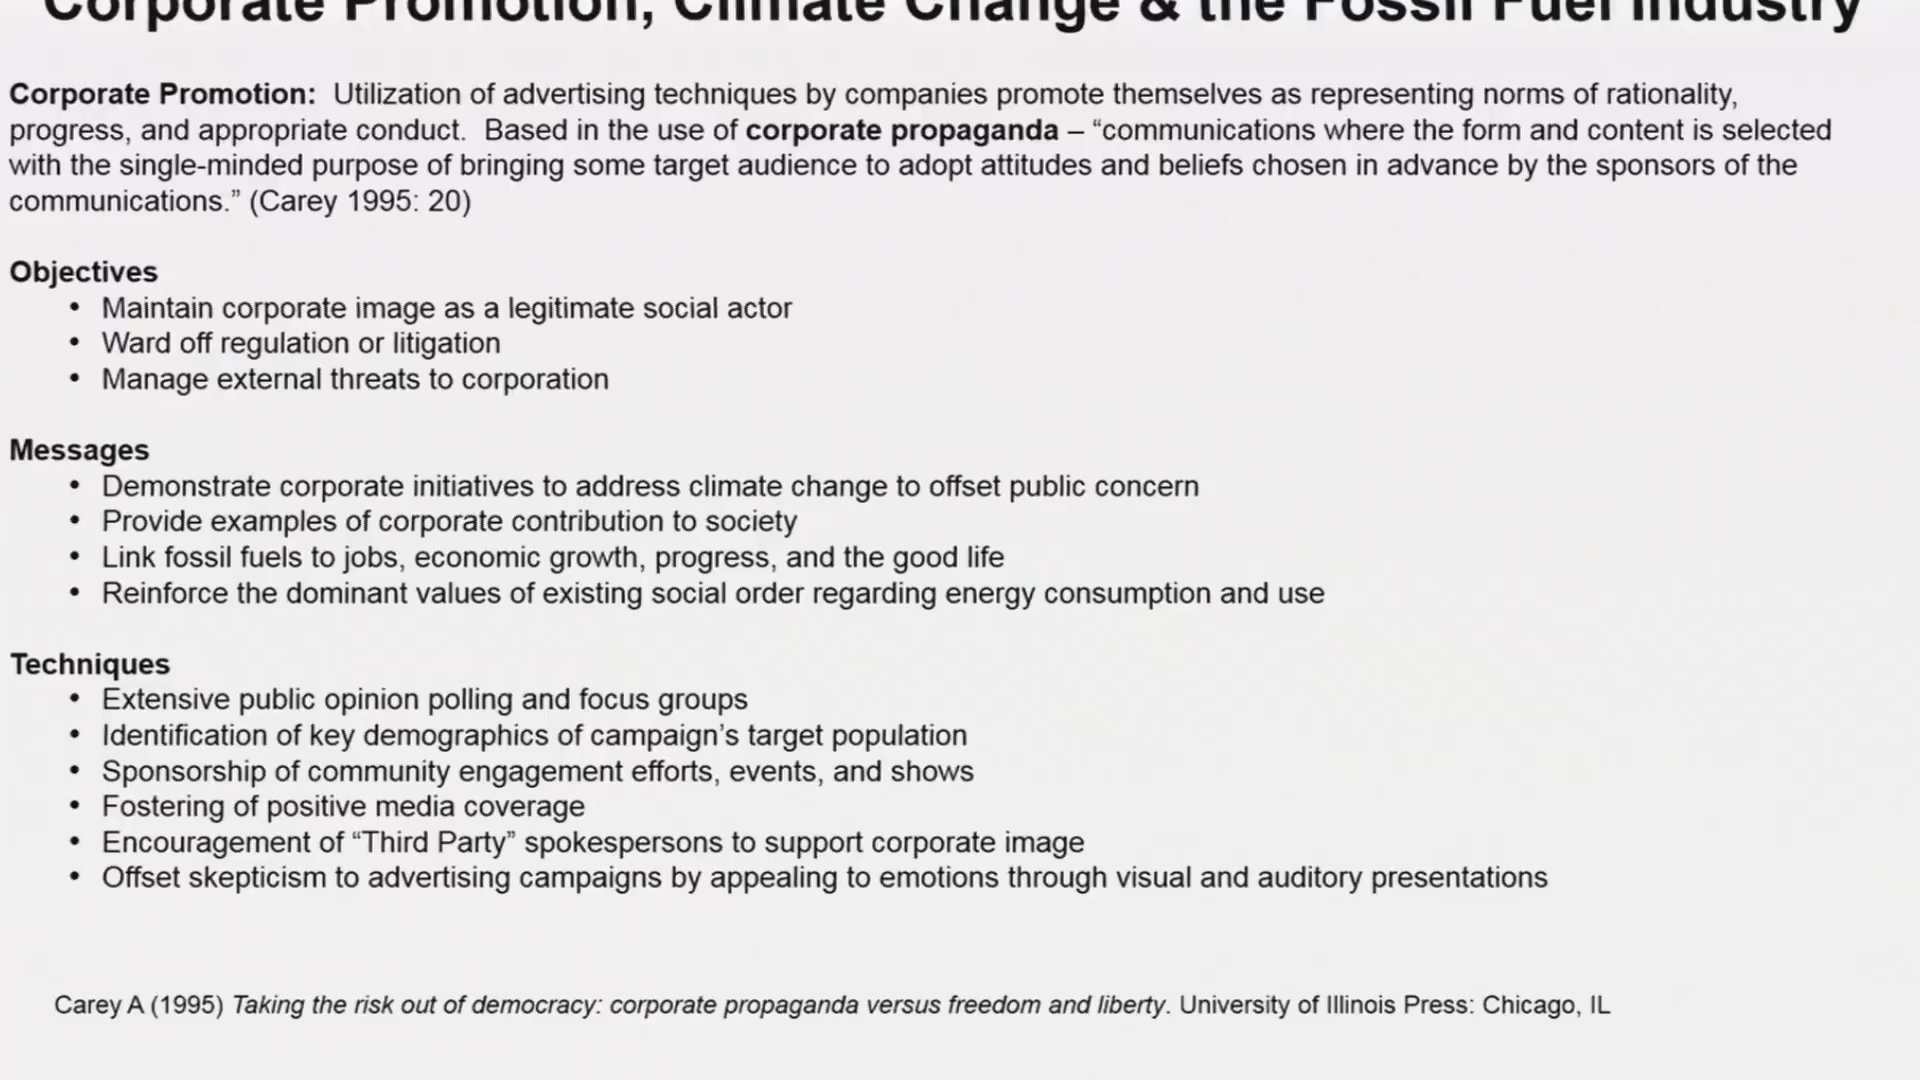 Corporate Promotion, Climate Change & the Fossil Fuel Industry
Corporate Promotion:  Utilization of advertising techniques by companies promote themselves as representing norms of rationality,
progress, and appropriate conduct.  Based in the use of corporate propaganda – “communications where the form and content is selected
with the single-minded purpose of bringing some target audience to adopt attitudes and beliefs chosen in advance by the sponsors of the
communications.” (Carey 1995: 20)
Objectives
• Maintain corporate image as a legitimate social actor
• Ward off regulation or litigation
• Manage external threats to corporation
Messages
• Demonstrate corporate initiatives to address climate change to offset public concern
• Provide examples of corporate contribution to society
• Link fossil fuels to jobs, economic growth, progress, and the good life
• Reinforce the dominant values of existing social order regarding energy consumption and use
Techniques
• Extensive public opinion polling and focus groups
• Identification of key demographics of campaign’s target population
• Sponsorship of community engagement efforts, events, and shows
• Fostering of positive media coverage
• Encouragement of “Third Party” spokespersons to support corporate image
• Offset skepticism to advertising campaigns by appealing to emotions through visual and auditory presentations
Carey A (1995) Taking the risk out of democracy: corporate propaganda versus freedom and liberty. University of Illinois Press: Chicago, IL